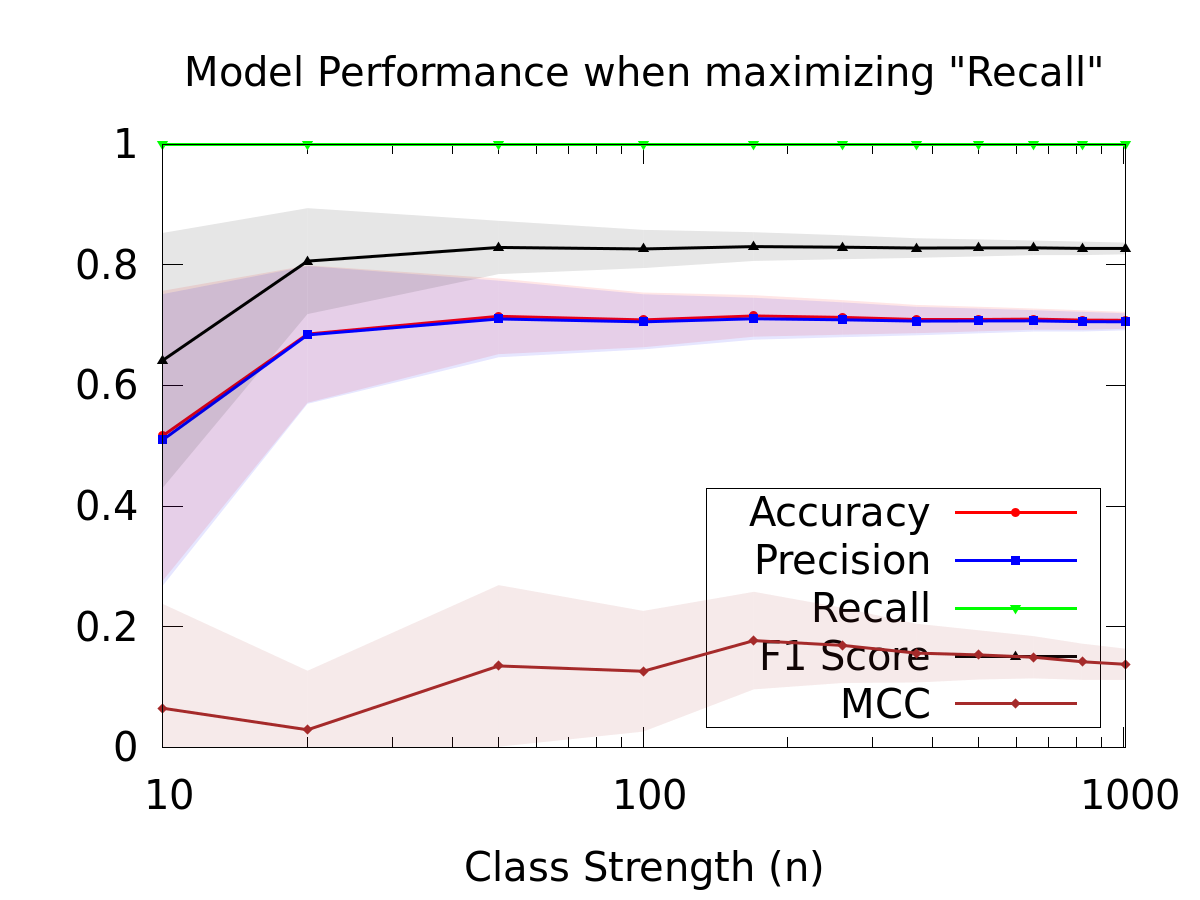 Model Performance when maximizing "Recall"
1
0.8
0.6
0.4
0.2
0
Accuracy
Precision
Recall
F1 Score
MCC
10 100 1000
Class Strength (n)